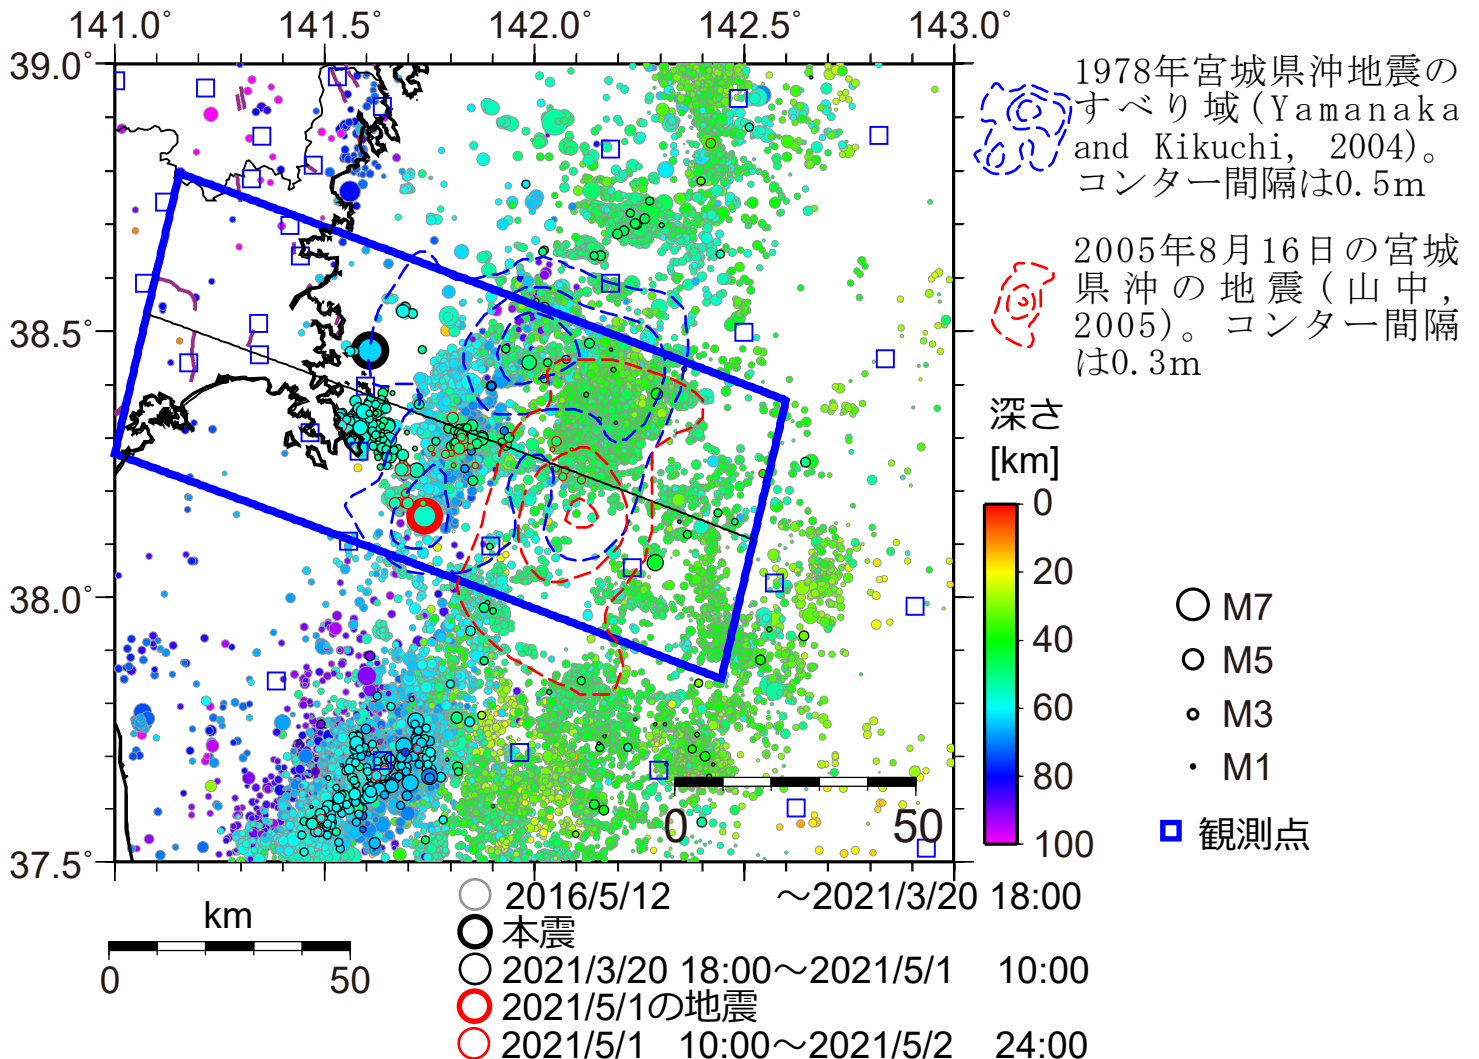 141.0°
141.5°
142.0°
142.5°
143.0°
39.0°
38.5°
38.0°
37.5°
1978年宮城県沖地震の
すべり域(Yamanaka
and Kikuchi, 2004)。
コンター間隔は0.5m
2005年8月16日の宮城
県沖の地震(山中,
2005)。コンター間隔
は0.3m
深さ
[km]
0
20
40
60
80
100
M7
M5
M3
M1
観測点
0
50
km
0
50
2016/5/12 ～2021/3/20 18:00
本震
2021/3/20 18:00～2021/5/1 10:00
2021/5/1の地震
2021/5/1 10:00～2021/5/2 24:00